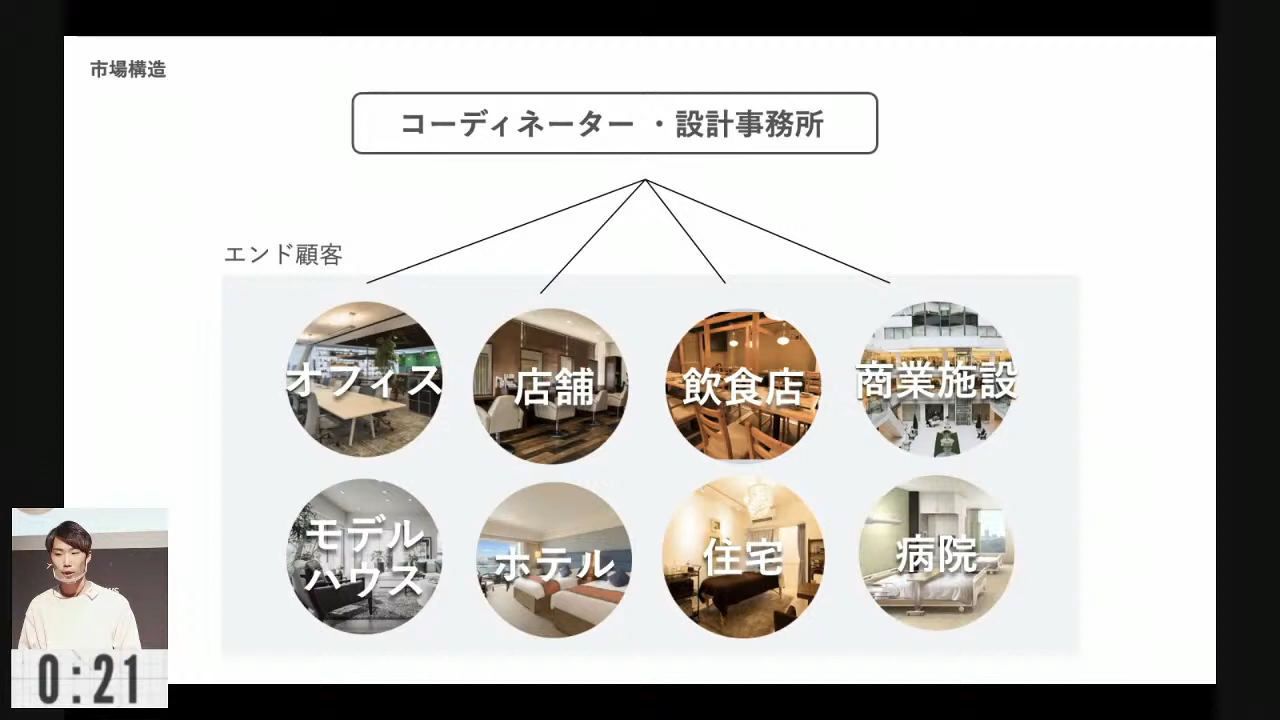 市場構造
コーディネーター ・設計事務所
エンド顧客
オフィス
店舗
飲食店
商業施設
モデル
ハウス
ホテル
住宅
病院
0:21